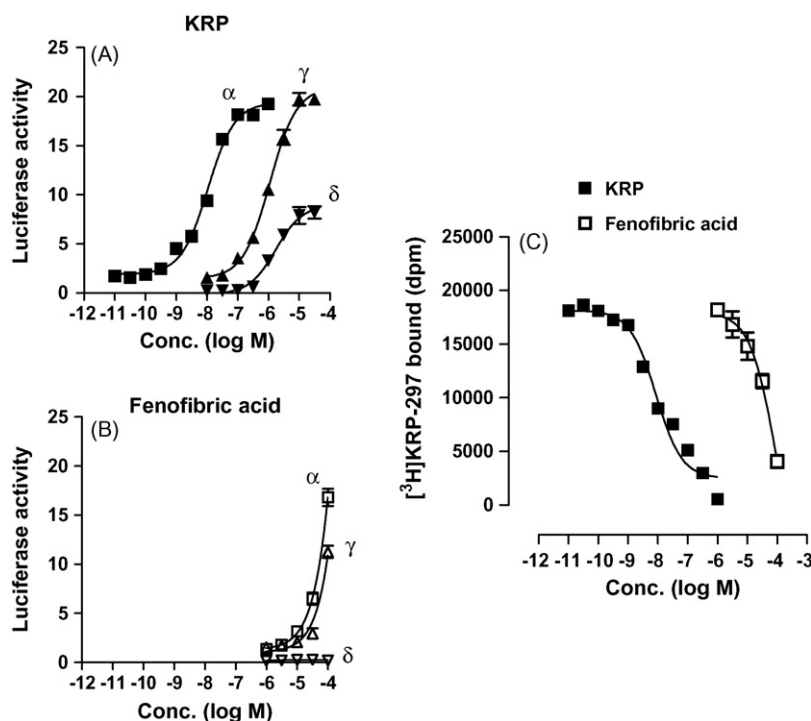 KRP
(A)
α
γ
δ
Luciferase activity
25
20
15
10
5
0
-12 -11 -10 -9 -8 -7 -6 -5 -4
Conc. (log M)
Fenofibric acid
(B)
α
γ
δ
Luciferase activity
25
20
15
10
5
0
-12 -11 -10 -9 -8 -7 -6 -5 -4
Conc. (log M)
KRP
Fenofibric acid
(C)
[³H]KRP-297 bound (dpm)
25000
20000
15000
10000
5000
0
-12 -11 -10 -9 -8 -7 -6 -5 -4 -3
Conc. (log M)